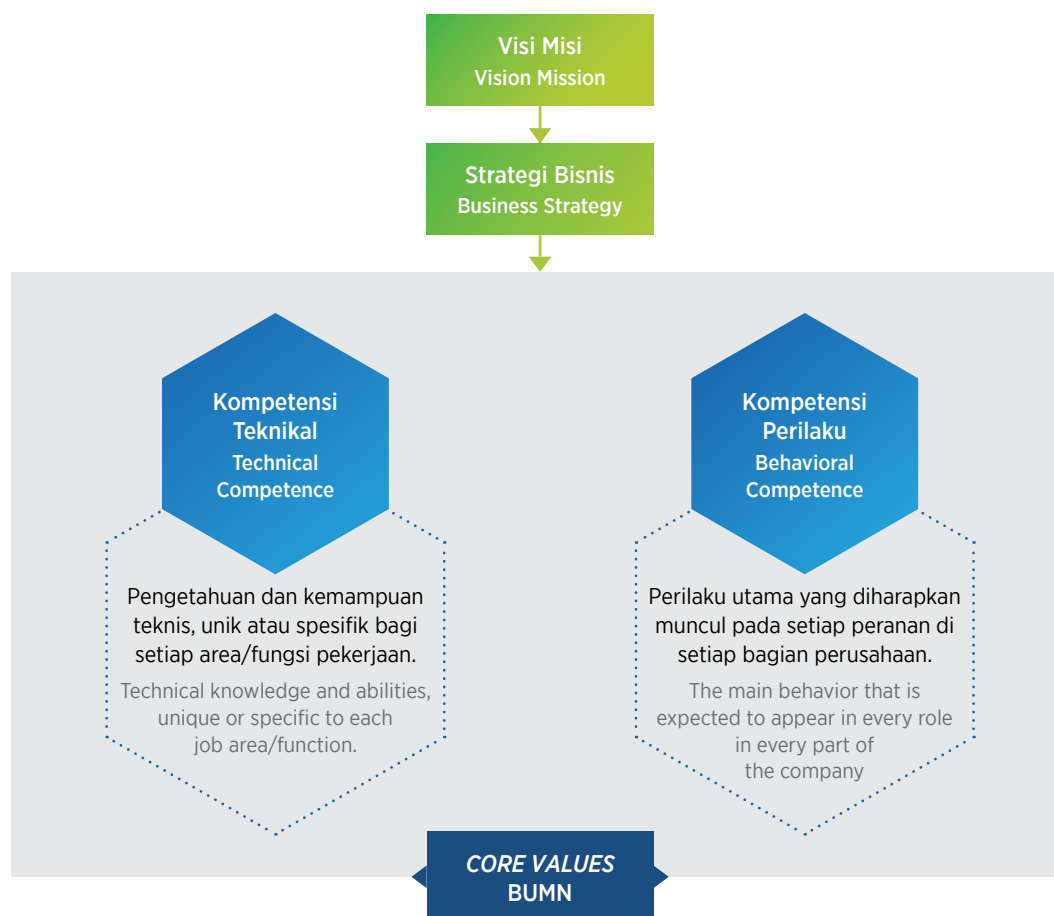 Visi Misi
Vision Mission
Strategi Bisnis
Business Strategy
Kompetensi
Teknikal
Technical
Competence
Pengetahuan dan kemampuan
teknis, unik atau spesifik bagi
setiap area/fungsi pekerjaan.
Technical knowledge and abilities,
unique or specific to each
job area/function.
Kompetensi
Perilaku
Behavioral
Competence
Perilaku utama yang diharapkan
muncul pada setiap peranan di
setiap bagian perusahaan.
The main behavior that is
expected to appear in every role
in every part of
the company
CORE VALUES
BUMN